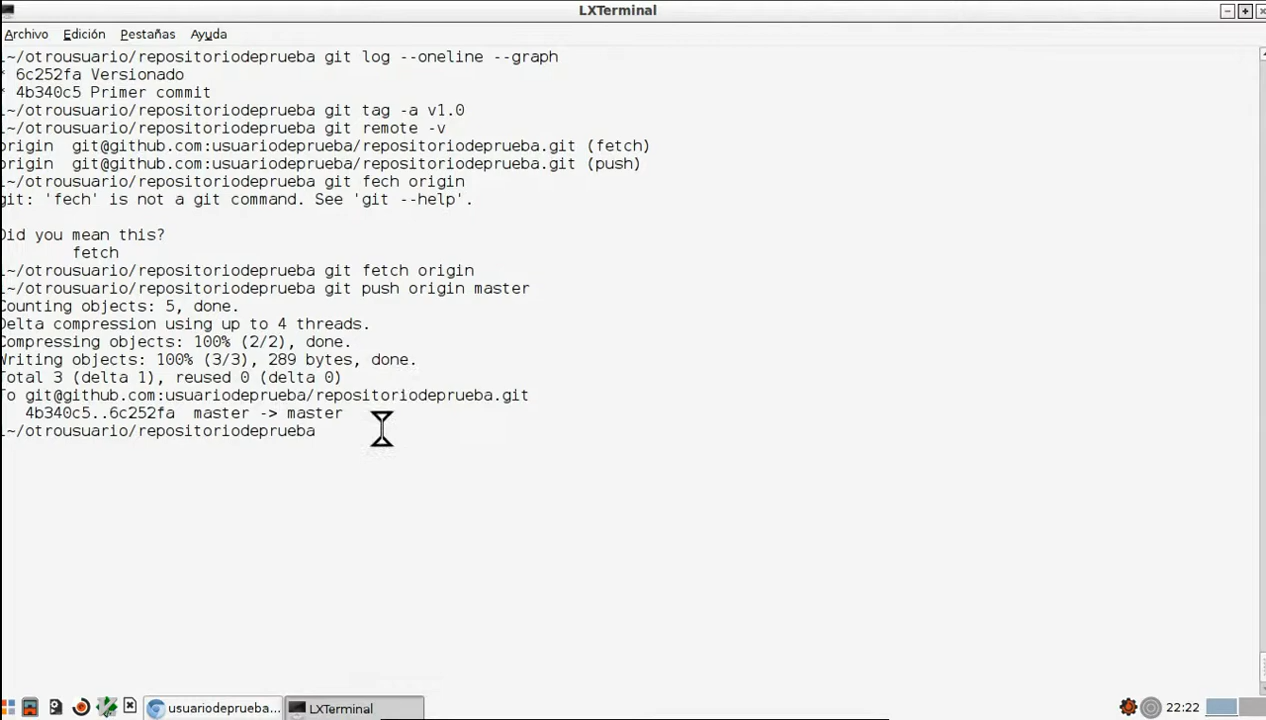 LXTerminal
Archivo Edición Pestañas Ayuda
~/otrousuario/repositoriodeprueba git log --oneline --graph
* 6c252fa Versionado
* 4b340c5 Primer commit
~/otrousuario/repositoriodeprueba git tag -a v1.0
~/otrousuario/repositoriodeprueba git remote -v
origin  git@github.com:usuariodeprueba/repositoriodeprueba.git (fetch)
origin  git@github.com:usuariodeprueba/repositoriodeprueba.git (push)
~/otrousuario/repositoriodeprueba git fech origin
git: 'fech' is not a git command. See 'git --help'.
Did you mean this?
fetch
~/otrousuario/repositoriodeprueba git fetch origin
~/otrousuario/repositoriodeprueba git push origin master
Counting objects: 5, done.
Delta compression using up to 4 threads.
Compressing objects: 100% (2/2), done.
Writing objects: 100% (3/3), 289 bytes, done.
Total 3 (delta 1), reused 0 (delta 0)
To git@github.com:usuariodeprueba/repositoriodeprueba.git
4b340c5..6c252fa  master -> master
~/otrousuario/repositoriodeprueba
usuariodeprueba... LXTerminal 22:22